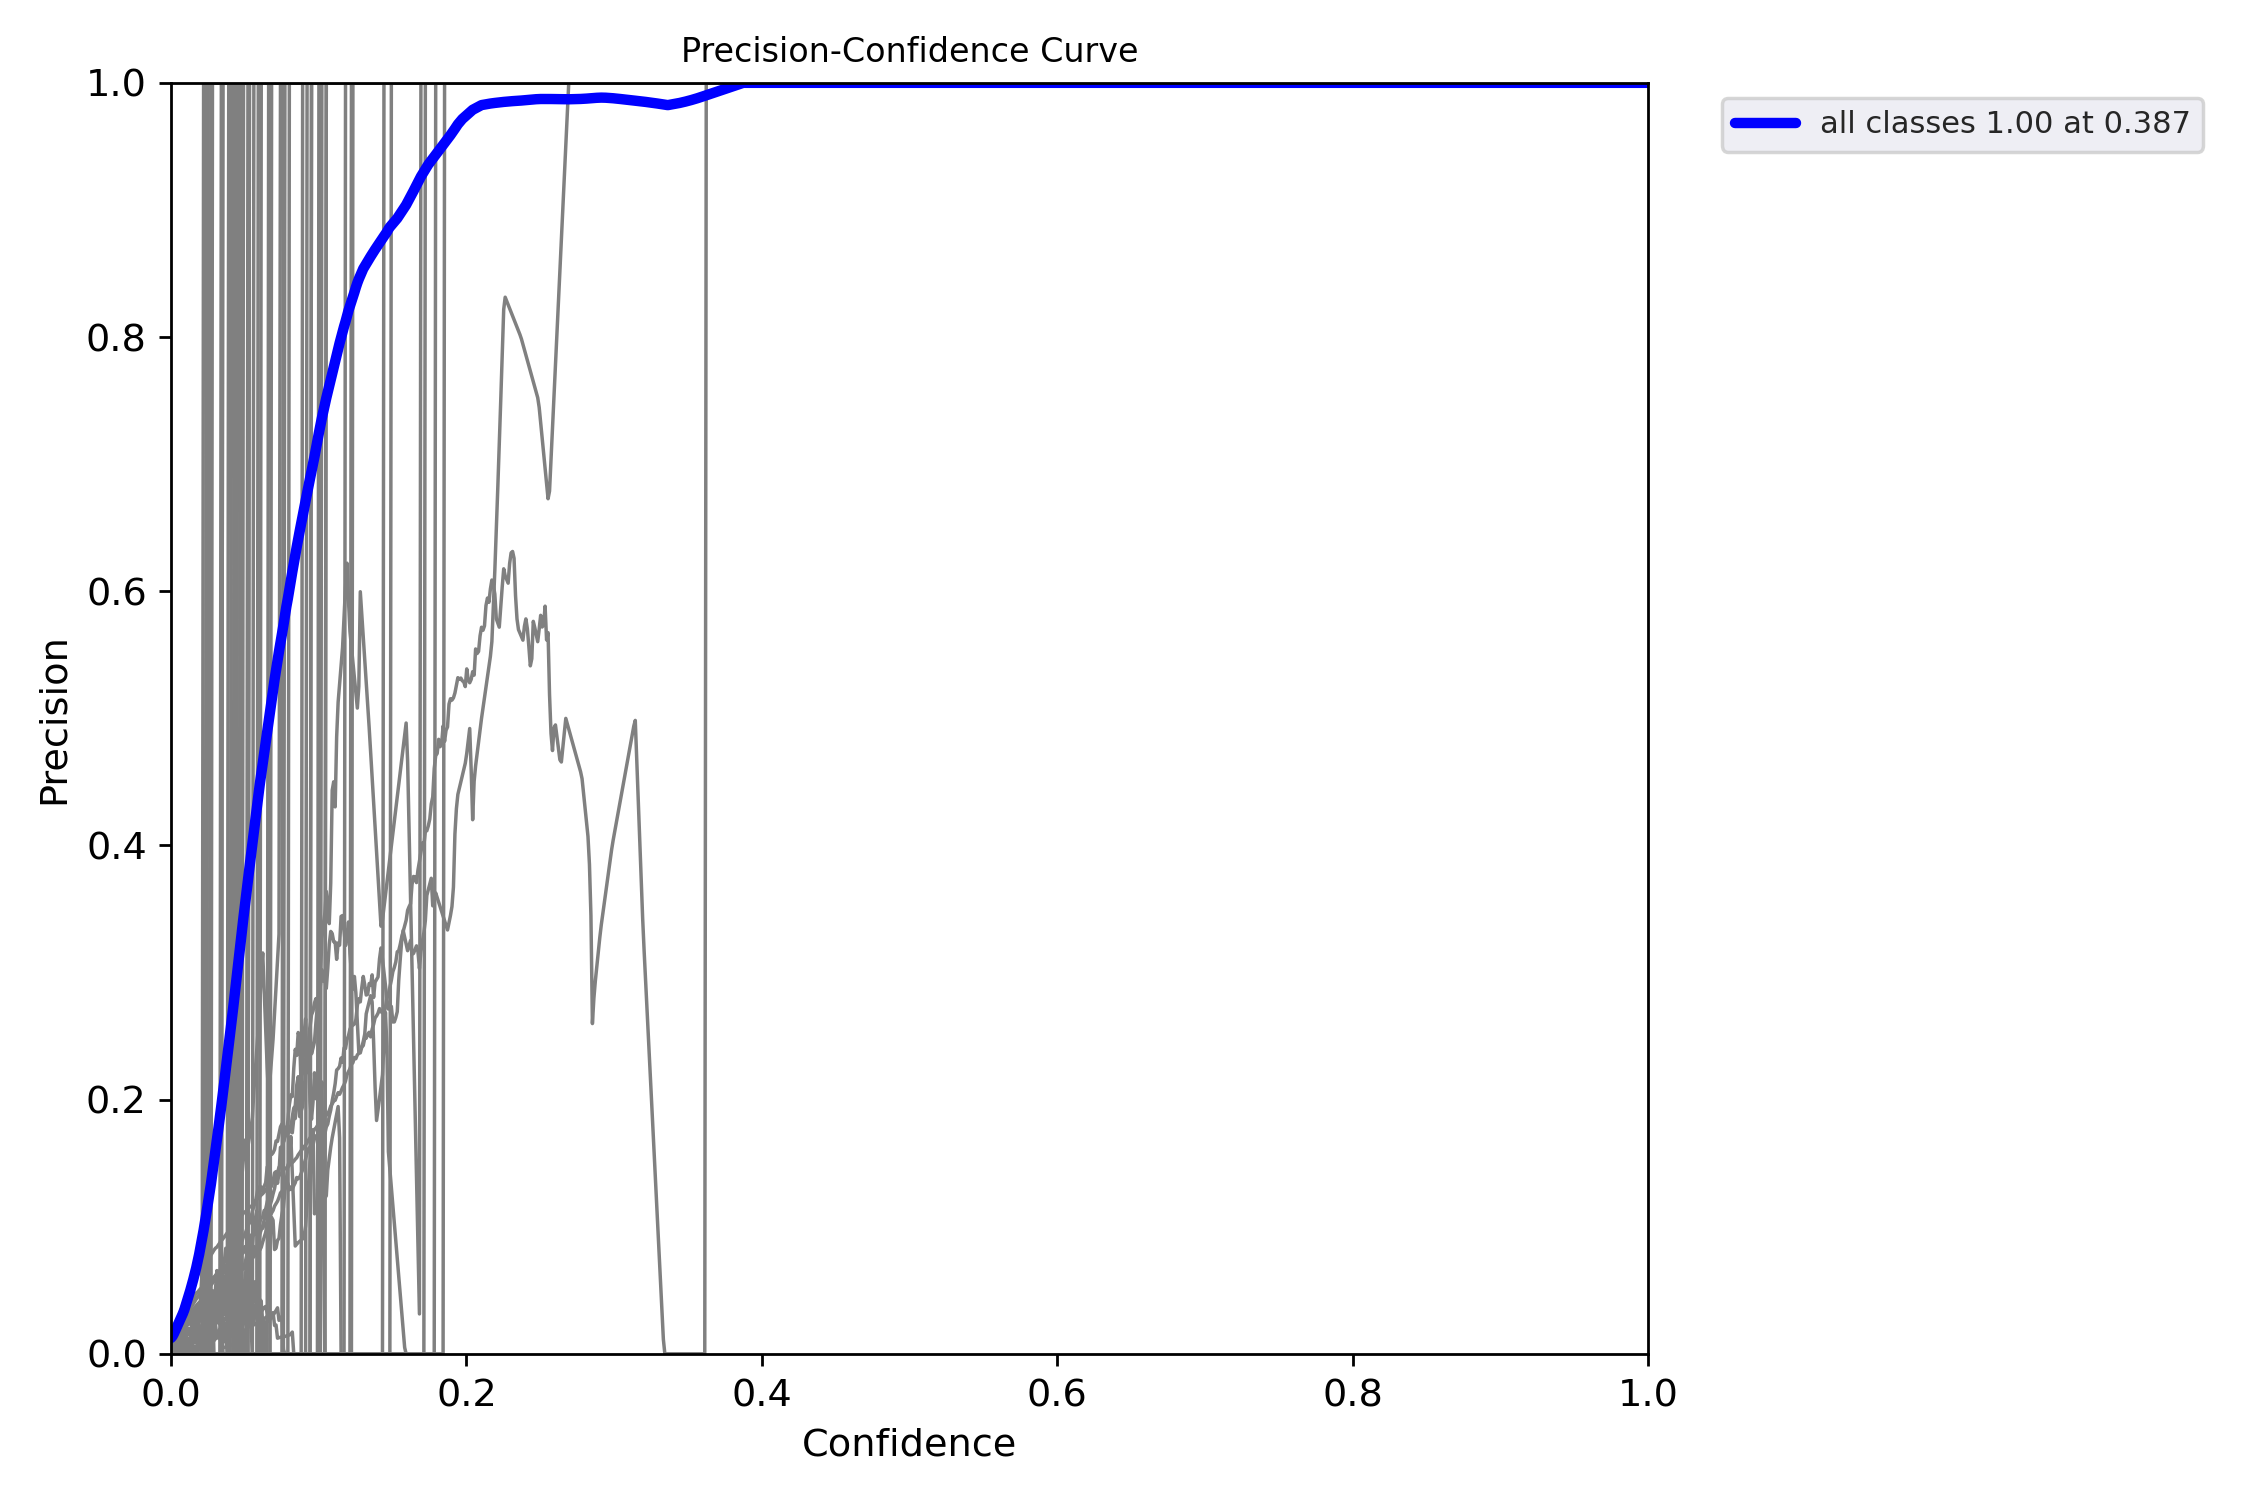 Precision-Confidence Curve
1.0
0.8
0.6
0.4
0.2
0.0
Precision
0.0 0.2 0.4 0.6 0.8 1.0
Confidence
all classes 1.00 at 0.387